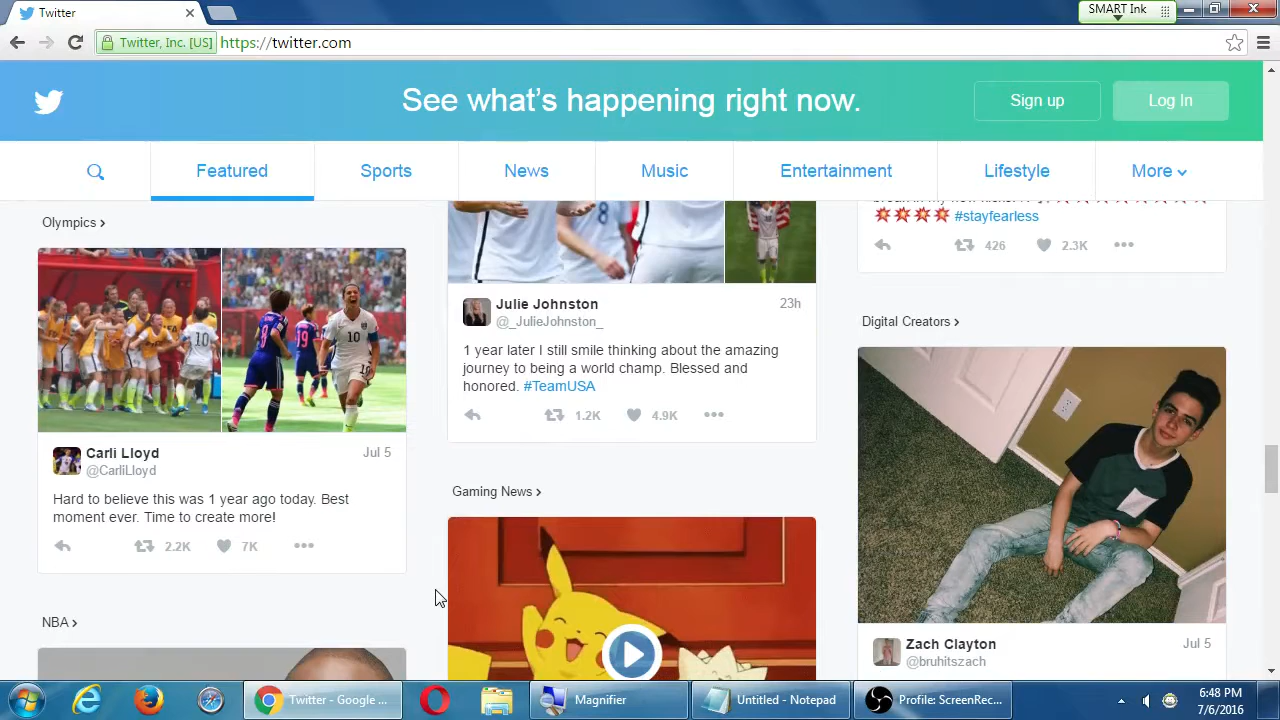 Twitter
SMART Ink
Twitter, Inc. [US]
https://twitter.com
See what's happening right now.
Sign up
Log In
Featured
Sports
News
Music
Entertainment
Lifestyle
More
Olympics
Carli Lloyd
Jul 5
@CarliLloyd
Hard to believe this was 1 year ago today. Best
moment ever. Time to create more!
2.2K
7K
NBA
Julie Johnston
23h
@_JulieJohnston_
1 year later I still smile thinking about the amazing
journey to being a world champ. Blessed and
honored. #TeamUSA
1.2K
4.9K
Gaming News
#stayfearless
426
2.3K
Digital Creators
Zach Clayton
Jul 5
@bruhitszach
Twitter - Google ...
Magnifier
Untitled - Notepad
Profile: ScreenRec...
6:48 PM
7/6/2016